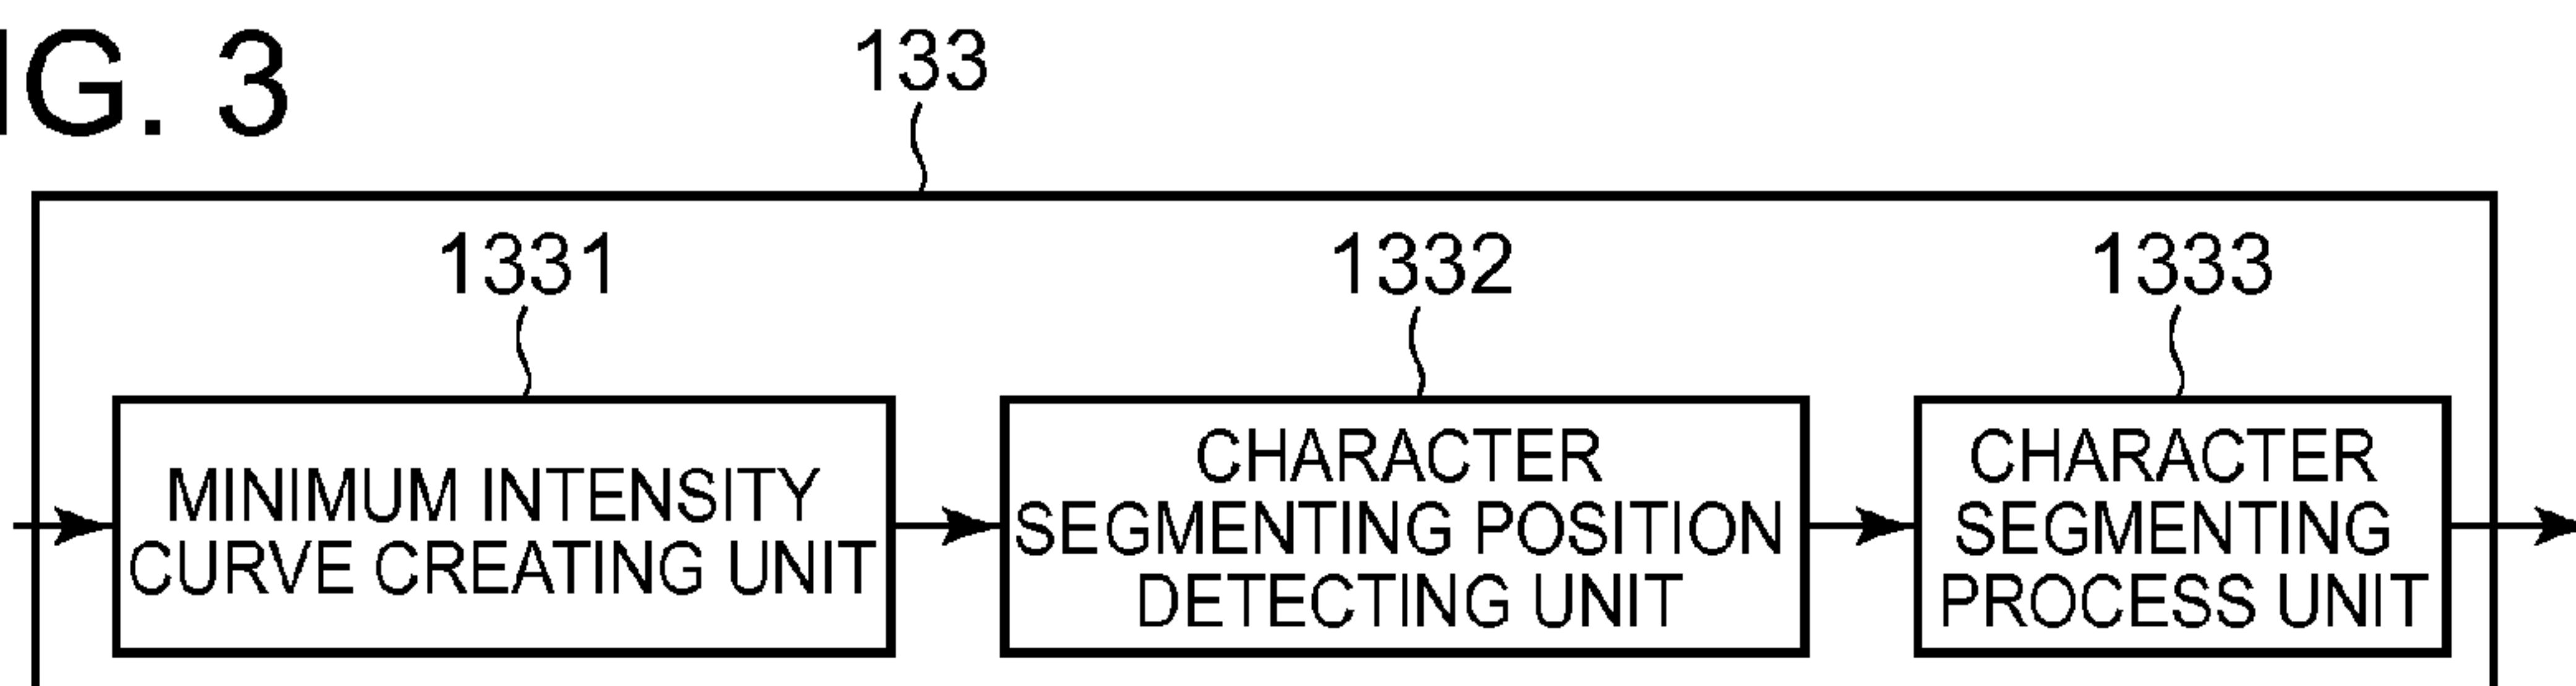 IG. 3
133
1331
1332
1333
MINIMUM INTENSITY
CURVE CREATING UNIT
CHARACTER
SEGMENTING POSITION
DETECTING UNIT
CHARACTER
SEGMENTING
PROCESS UNIT